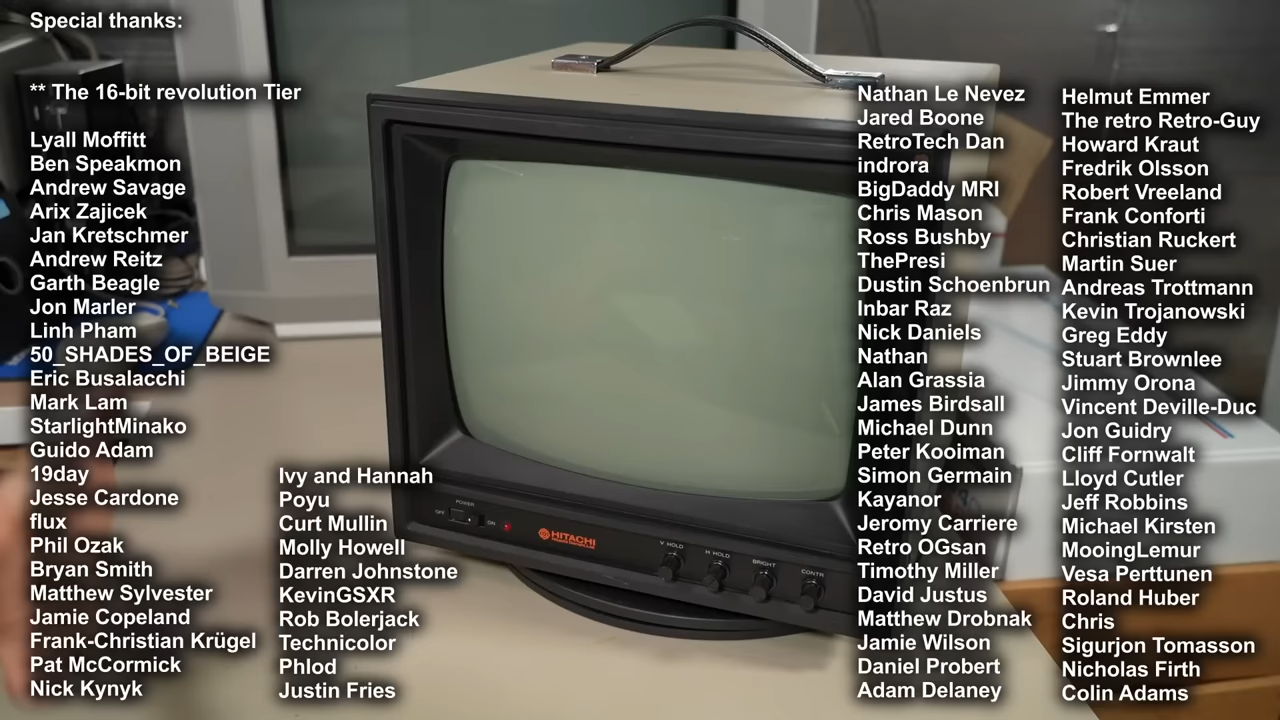 Special thanks:
** The 16-bit revolution Tier
Lyall Moffitt
Ben Speakmon
Andrew Savage
Arix Zajicek
Jan Kretschmer
Andrew Reitz
Garth Beagle
Jon Marler
Linh Pham
50_SHADES_OF_BEIGE
Eric Busalacchi
Mark Lam
StarlightMinako
Guido Adam
19day
Jesse Cardone
flux
Phil Ozak
Bryan Smith
Matthew Sylvester
Jamie Copeland
Frank-Christian Krügel
Pat McCormick
Nick Kynyk
Ivy and Hannah
Poyu
Curt Mullin
Molly Howell
Darren Johnstone
KevinGSXR
Rob Bolerjack
Technicolor
Phlod
Justin Fries
POWER
OFF
ON
HITACHI
V HOLD
H HOLD
BRIGHT
CONTR
Nathan Le Nevez
Jared Boone
RetroTech Dan
indrora
BigDaddy MRI
Chris Mason
Ross Bushby
ThePresi
Dustin Schoenbrun
Inbar Raz
Nick Daniels
Nathan
Alan Grassia
James Birdsall
Michael Dunn
Peter Kooiman
Simon Germain
Kayanor
Jeromy Carriere
Retro OGsan
Timothy Miller
David Justus
Matthew Drobnak
Jamie Wilson
Daniel Probert
Adam Delaney
Helmut Emmer
The retro Retro-Guy
Howard Kraut
Fredrik Olsson
Robert Vreeland
Frank Conforti
Christian Ruckert
Martin Suer
Andreas Trottmann
Kevin Trojanowski
Greg Eddy
Stuart Brownlee
Jimmy Orona
Vincent Deville-Duc
Jon Guidry
Cliff Fornwalt
Lloyd Cutler
Jeff Robbins
Michael Kirsten
MooingLemur
Vesa Perttunen
Roland Huber
Chris
Sigurjon Tomasson
Nicholas Firth
Colin Adams